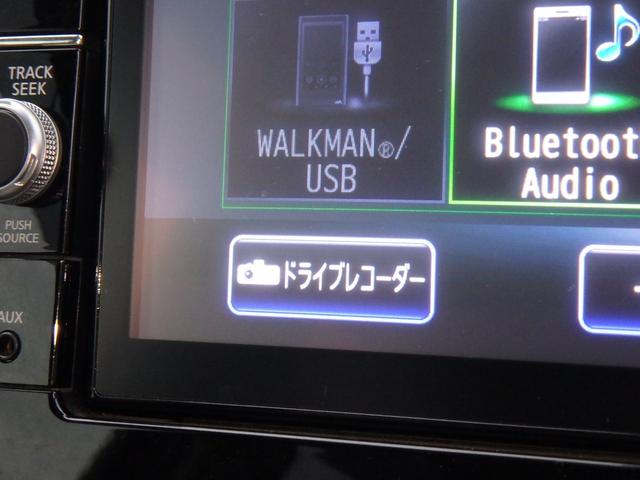 TRACK
SEEK
PUSH
SOURCE
AUX
WALKMAN®/
USB
Bluetoot
Audio
ドライブレコーダー